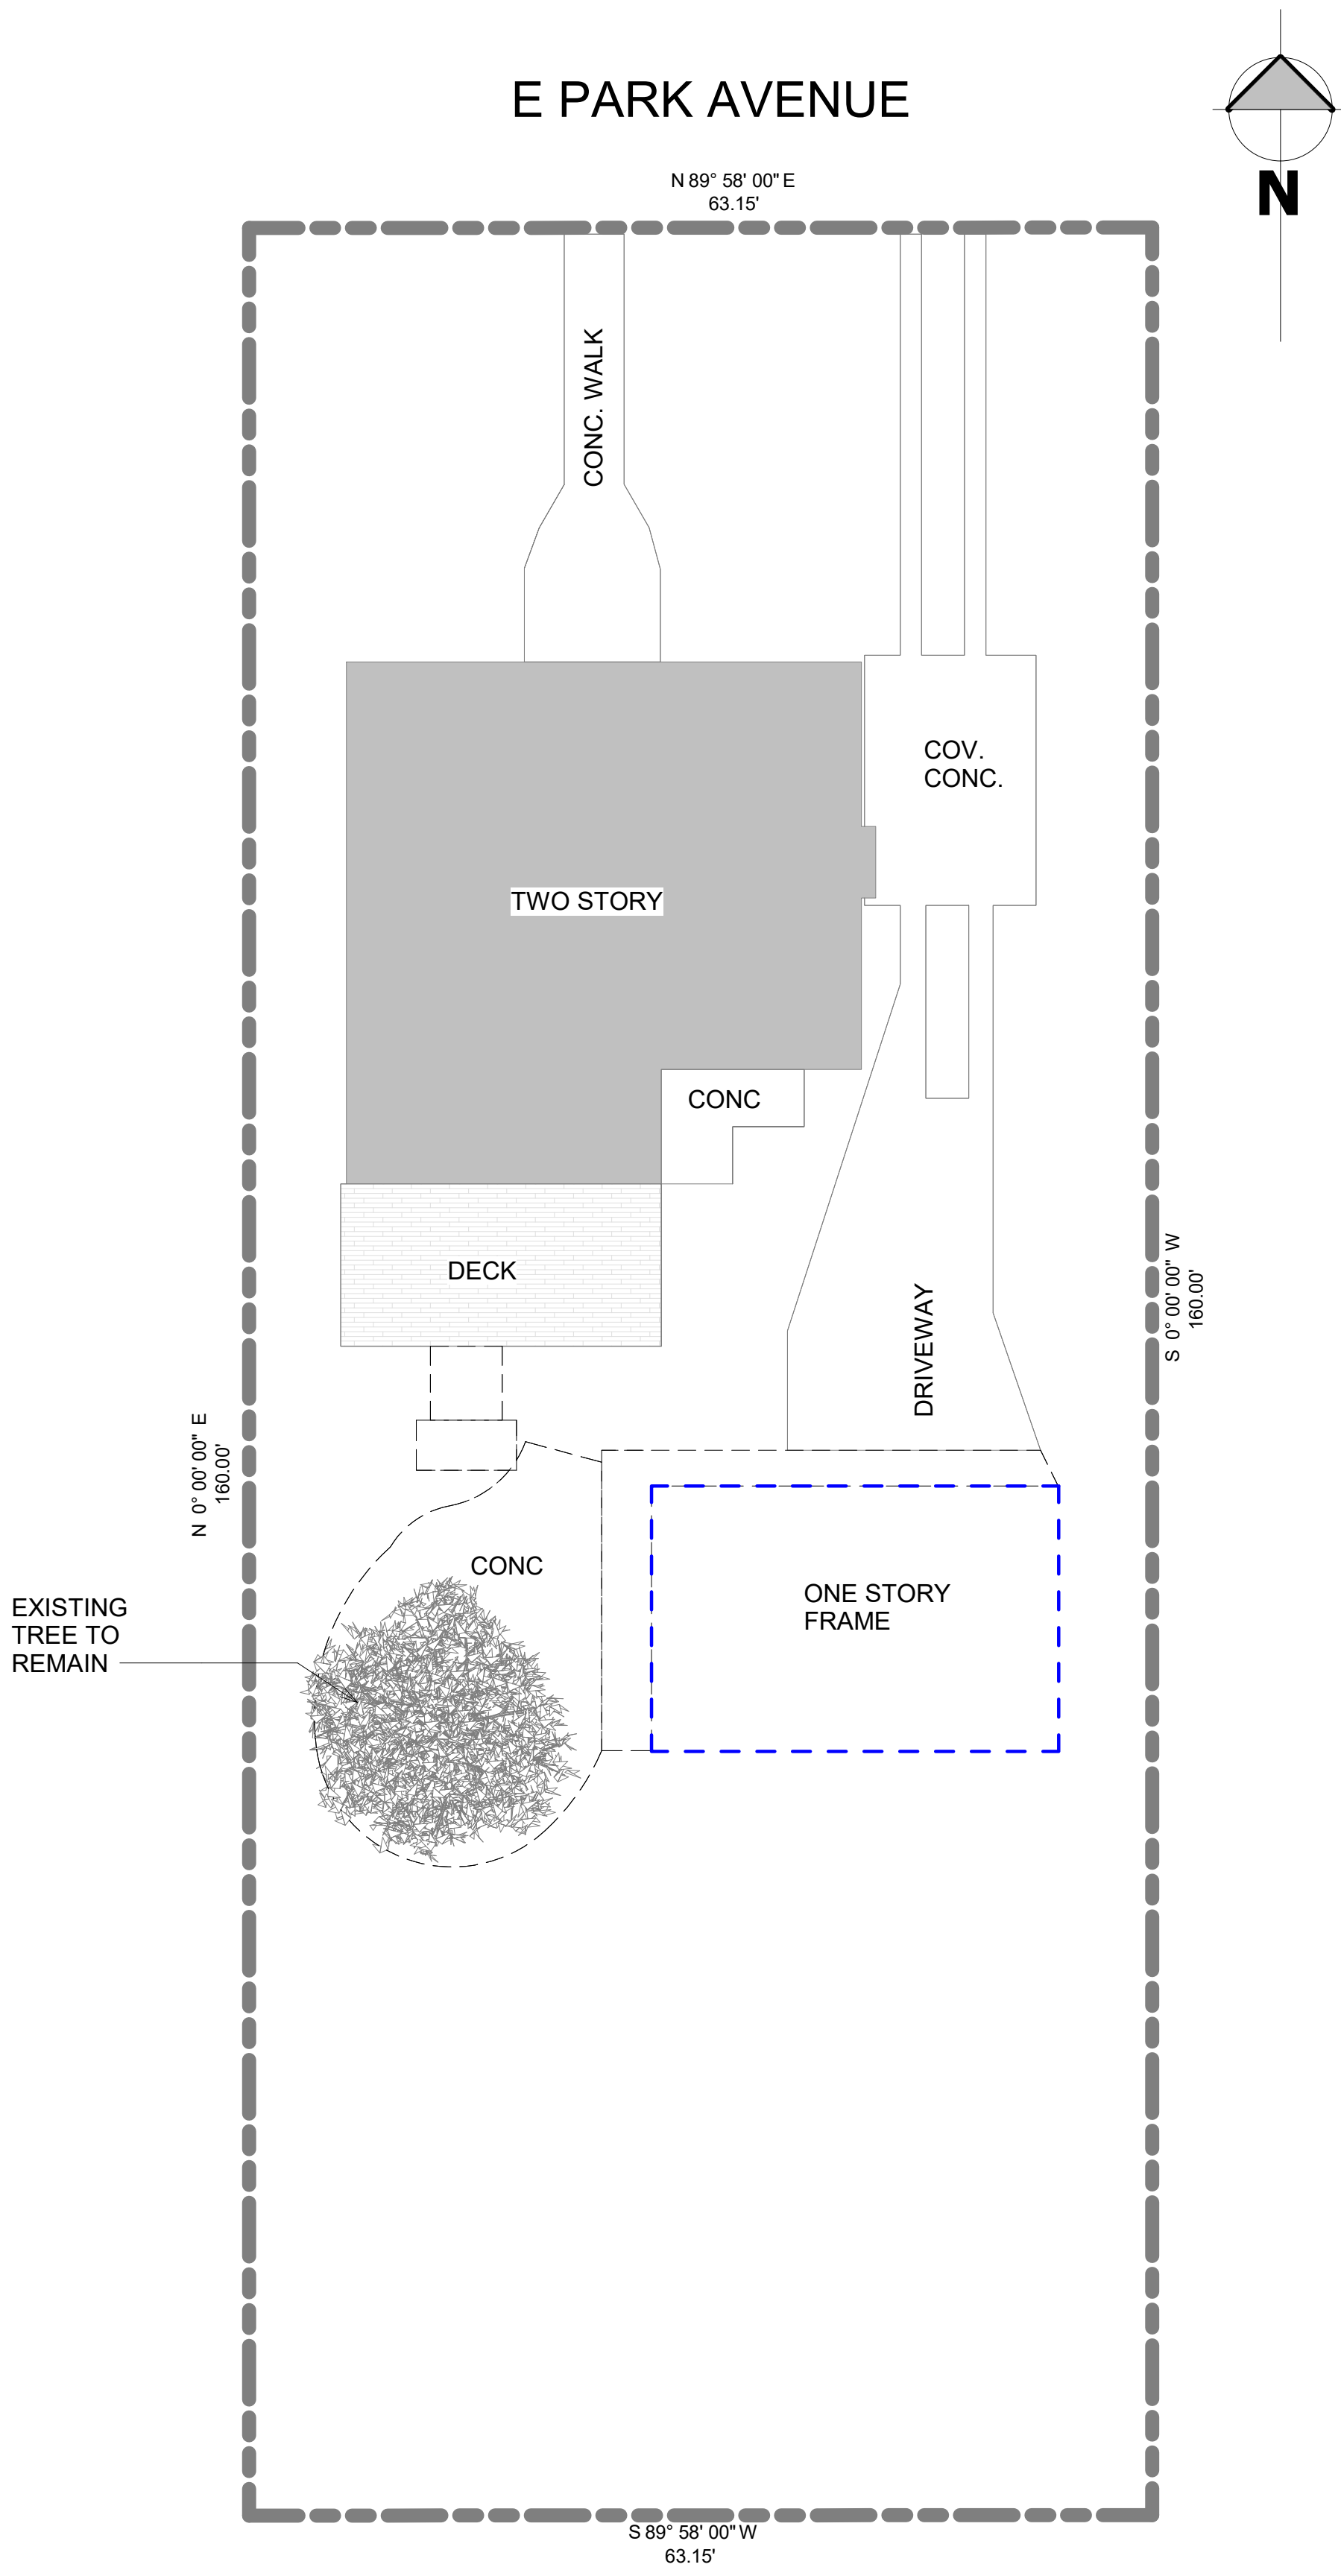 E PARK AVENUE
N 89° 58' 00" E
63.15'
N
CONC. WALK
COV.
CONC.
TWO STORY
CONC
DECK
DRIVEWAY
S 0° 00' 00" W
160.00'
N 0° 00' 00" E
160.00'
CONC
ONE STORY
FRAME
EXISTING
TREE TO
REMAIN
S 89° 58' 00" W
63.15'